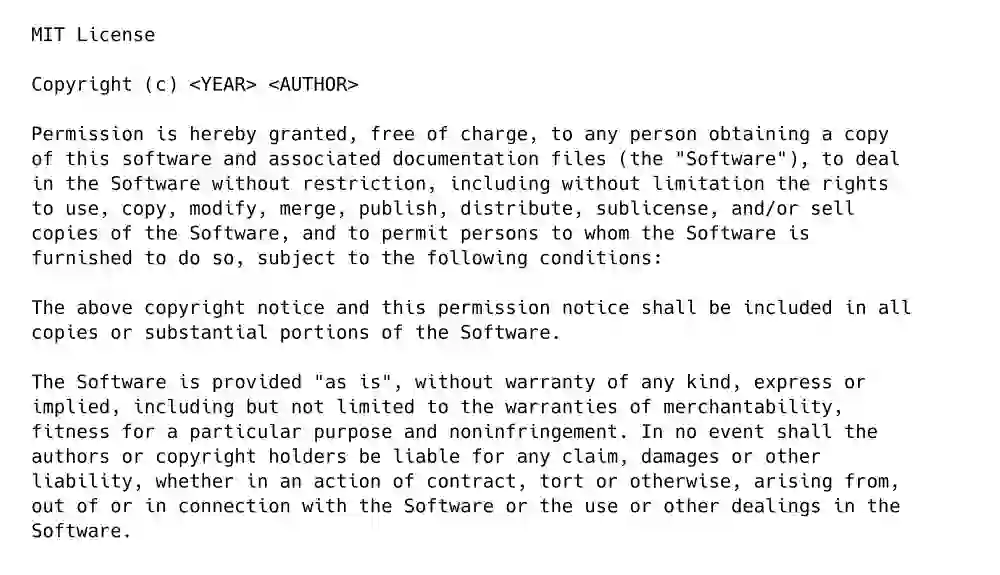 MIT License
Copyright (c) <YEAR> <AUTHOR>
Permission is hereby granted, free of charge, to any person obtaining a copy
of this software and associated documentation files (the "Software"), to deal
in the Software without restriction, including without limitation the rights
to use, copy, modify, merge, publish, distribute, sublicense, and/or sell
copies of the Software, and to permit persons to whom the Software is
furnished to do so, subject to the following conditions:
The above copyright notice and this permission notice shall be included in all
copies or substantial portions of the Software.
The Software is provided "as is", without warranty of any kind, express or
implied, including but not limited to the warranties of merchantability,
fitness for a particular purpose and noninfringement. In no event shall the
authors or copyright holders be liable for any claim, damages or other
liability, whether in an action of contract, tort or otherwise, arising from,
out of or in connection with the Software or the use or other dealings in the
Software.